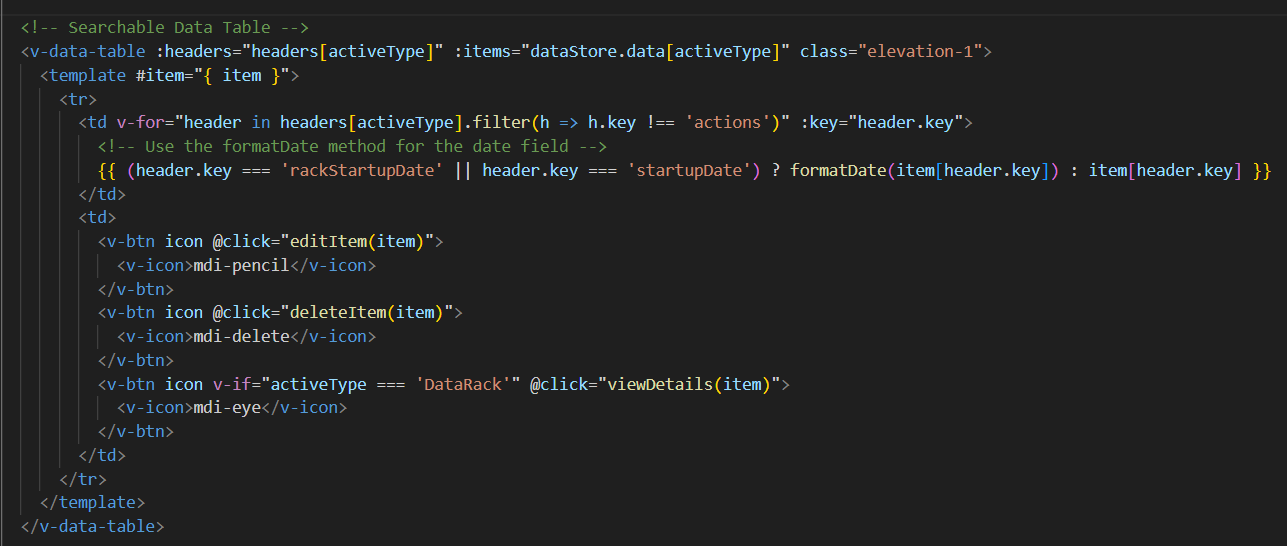 <!-- Searchable Data Table -->
<v-data-table :headers="headers[activeType]" :items="dataStore.data[activeType]" class="elevation-1">
  <template #item="{ item }">
    <tr>
      <td v-for="header in headers[activeType].filter(h => h.key !== 'actions')" :key="header.key">
        <!-- Use the formatDate method for the date field -->
        {{ (header.key === 'rackStartupDate' || header.key === 'startupDate') ? formatDate(item[header.key]) : item[header.key] }}
      </td>
      <td>
        <v-btn icon @click="editItem(item)">
          <v-icon>mdi-pencil</v-icon>
        </v-btn>
        <v-btn icon @click="deleteItem(item)">
          <v-icon>mdi-delete</v-icon>
        </v-btn>
        <v-btn icon v-if="activeType === 'DataRack'" @click="viewDetails(item)">
          <v-icon>mdi-eye</v-icon>
        </v-btn>
      </td>
    </tr>
  </template>
</v-data-table>